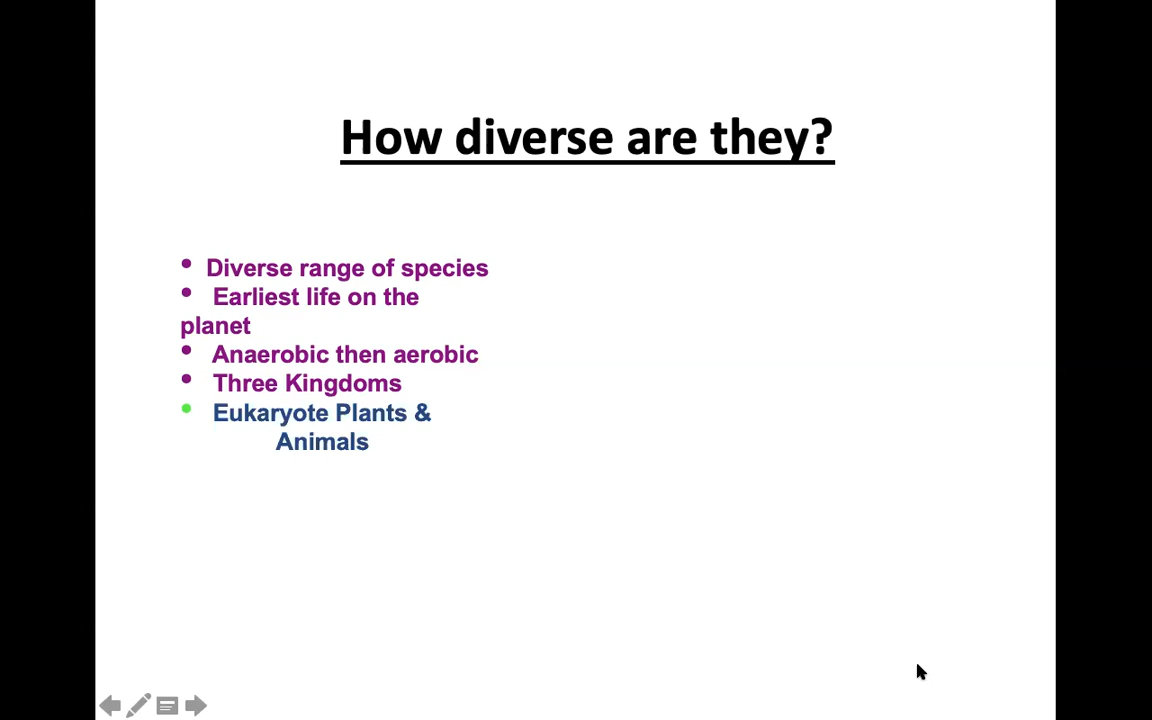 How diverse are they?
• Diverse range of species
• Earliest life on the
planet
• Anaerobic then aerobic
• Three Kingdoms
• Eukaryote Plants &
Animals